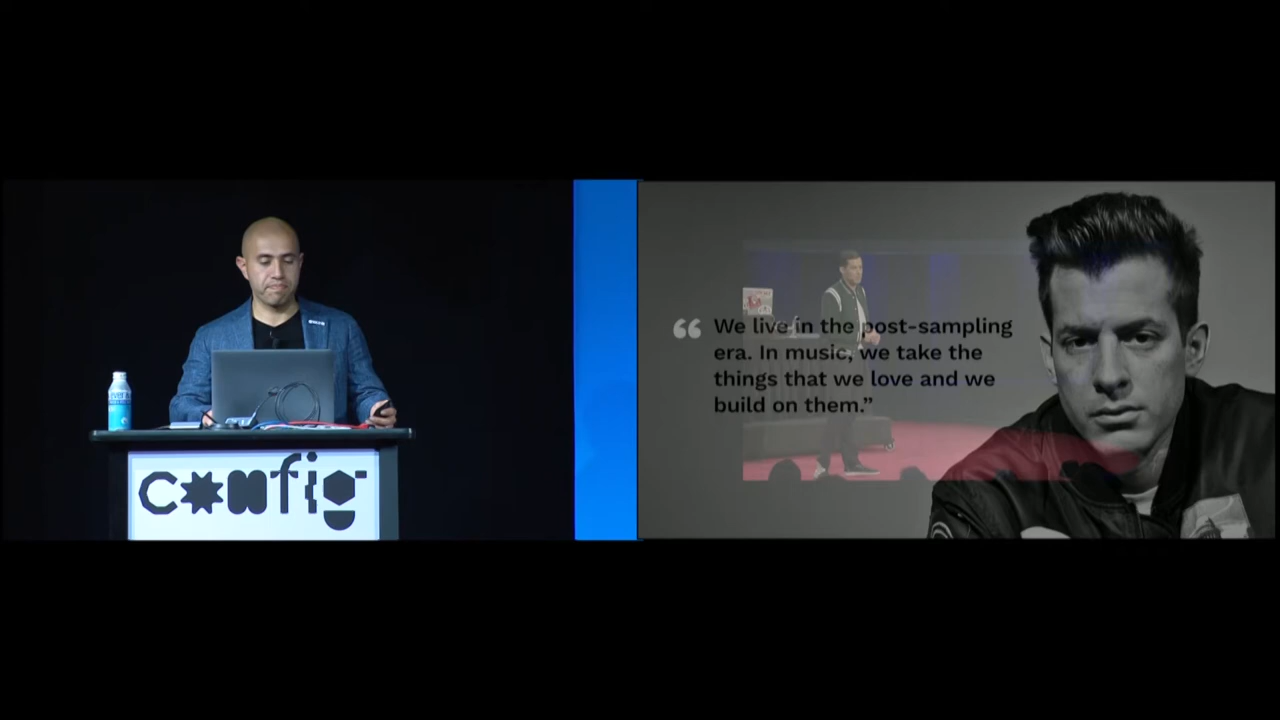 config
“ We live in the post-sampling
era. In music, we take the
things that we love and we
build on them.”